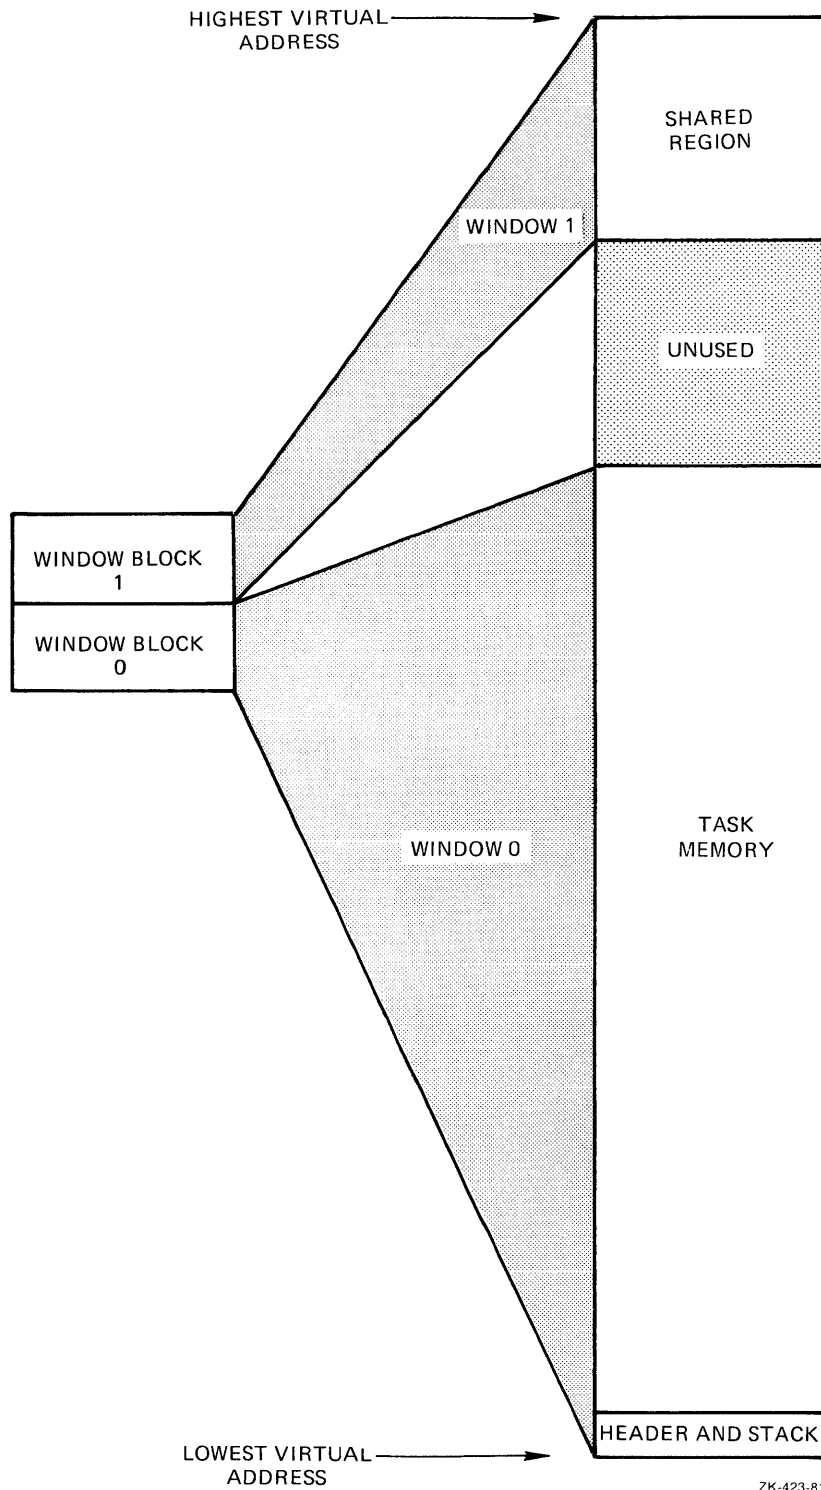 HIGHEST VIRTUAL
ADDRESS
SHARED
REGION
WINDOW 1
UNUSED
WINDOW BLOCK
1
WINDOW BLOCK
0
WINDOW 0
TASK
MEMORY
HEADER AND STACK
LOWEST VIRTUAL
ADDRESS